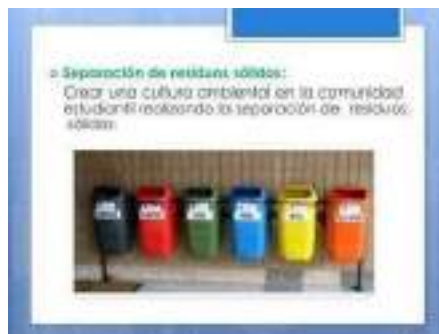 Separación de residuos sólidos:
Crear una cultura ambiental en la comunidad
estudiantil realizando la separación de residuos
sólidos